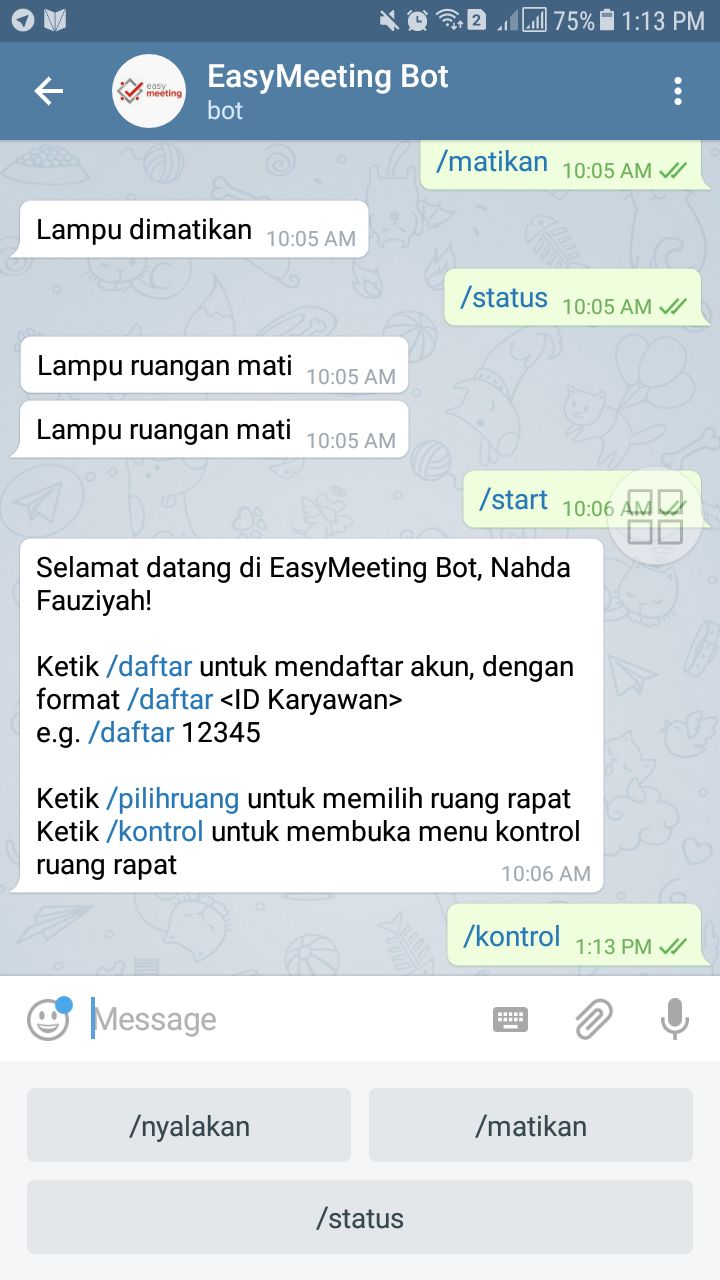 2 75% 1:13 PM
easy
meeting
EasyMeeting Bot
bot
/matikan 10:05 AM
Lampu dimatikan 10:05 AM
/status 10:05 AM
Lampu ruangan mati 10:05 AM
Lampu ruangan mati 10:05 AM
/start 10:06 AM
Selamat datang di EasyMeeting Bot, Nahda
Fauziyah!
Ketik /daftar untuk mendaftar akun, dengan
format /daftar <ID Karyawan>
e.g. /daftar 12345
Ketik /pilihruang untuk memilih ruang rapat
Ketik /kontrol untuk membuka menu kontrol
ruang rapat 10:06 AM
/kontrol 1:13 PM
Message
/nyalakan /matikan
/status